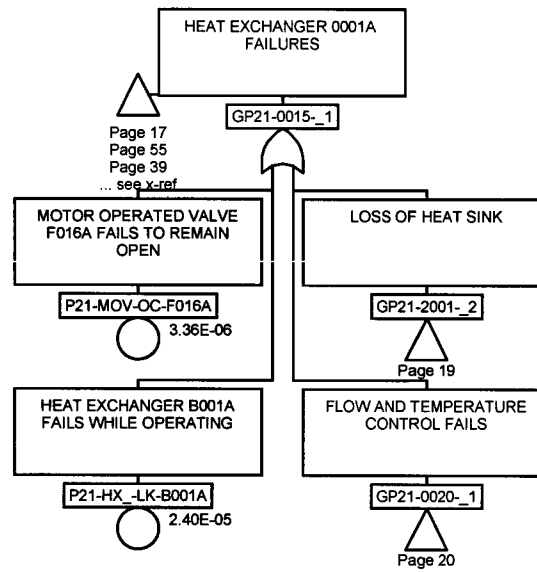 HEAT EXCHANGER 0001A
FAILURES
GP21-0015-_1
Page 17
Page 55
Page 39
... see x-ref
MOTOR OPERATED VALVE
F016A FAILS TO REMAIN
OPEN
P21-MOV-OC-F016A
3.36E-06
LOSS OF HEAT SINK
GP21-2001-_2
Page 19
HEAT EXCHANGER B001A
FAILS WHILE OPERATING
P21-HX_-LK-B001A
2.40E-05
FLOW AND TEMPERATURE
CONTROL FAILS
GP21-0020-_1
Page 20